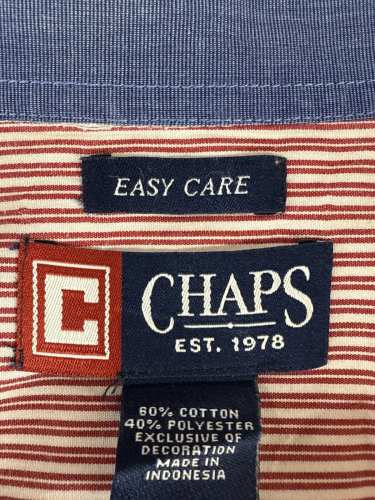 EASY CARE
C
CHAPS
EST. 1978
60% COTTON
40% POLYESTER
EXCLUSIVE OF
DECORATION
MADE IN
INDONESIA